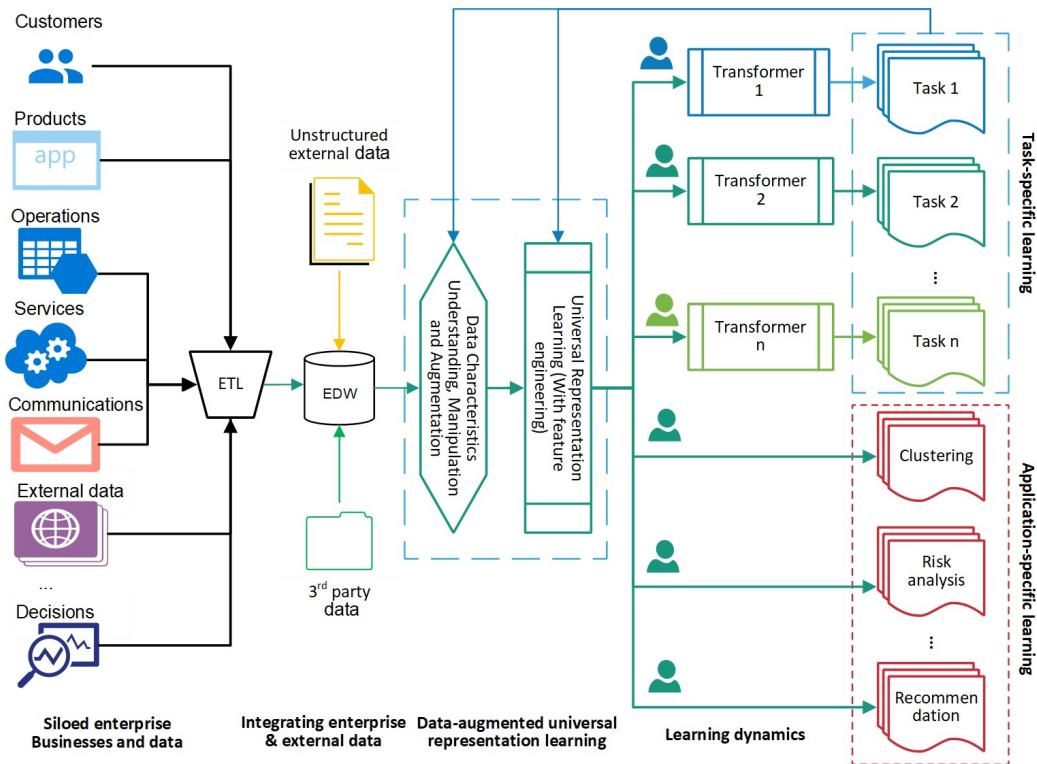 Customers
Products
app
Operations
Services
Communications
External data
...
Decisions
Siloed enterprise
Businesses and data
ETL
Unstructured
external data
EDW
3rd party
data
Integrating enterprise
& external data
Data Characteristics
Understanding, Manipulation
and Augmentation
Universal Representation
Learning (With feature
engineering)
Data-augmented universal
representation learning
Transformer
1
Transformer
2
Transformer
n
Learning dynamics
Task 1
Task 2
...
Task n
Task-specific learning
Clustering
Risk
analysis
...
Recommen
dation
Application-specific learning